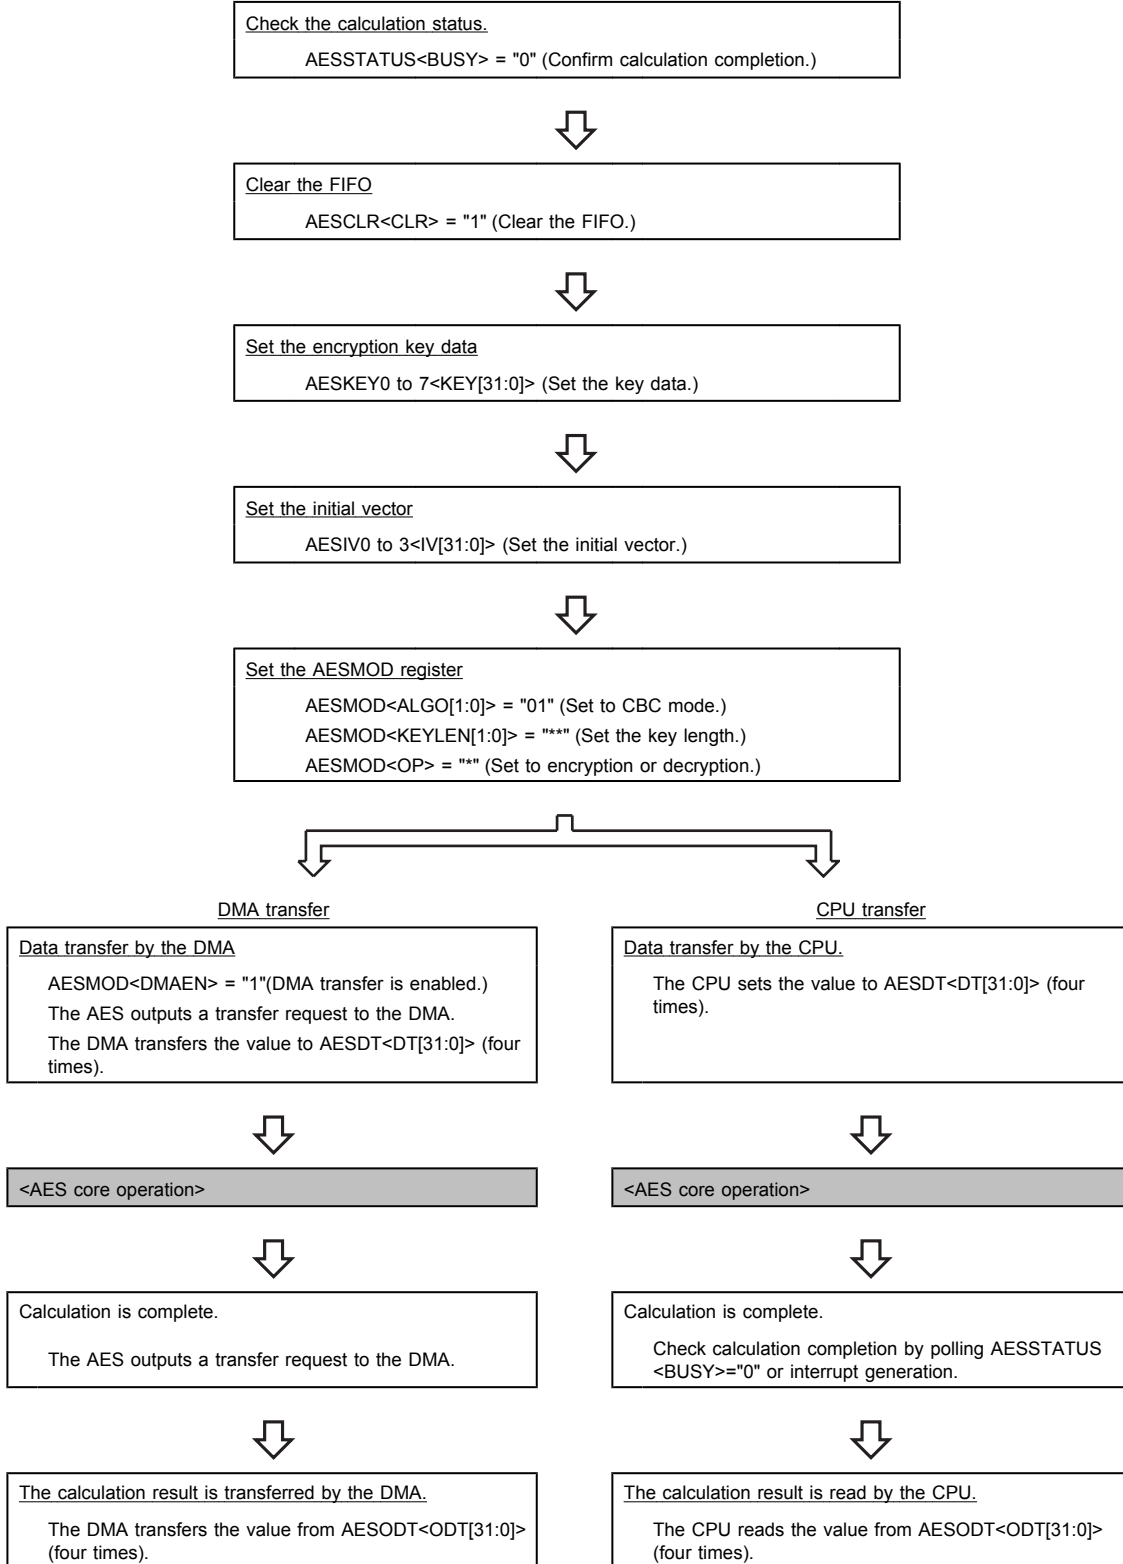 Check the calculation status.
AESSTATUS<BUSY> = "0" (Confirm calculation completion.)
Clear the FIFO
AESCLR<CLR> = "1" (Clear the FIFO.)
Set the encryption key data
AESKEY0 to 7<KEY[31:0]> (Set the key data.)
Set the initial vector
AESIV0 to 3<IV[31:0]> (Set the initial vector.)
Set the AESMOD register
AESMOD<ALGO[1:0]> = "01" (Set to CBC mode.)
AESMOD<KEYLEN[1:0]> = "**" (Set the key length.)
AESMOD<OP> = "*" (Set to encryption or decryption.)
DMA transfer
Data transfer by the DMA
AESMOD<DMAEN> = "1"(DMA transfer is enabled.)
The AES outputs a transfer request to the DMA.
The DMA transfers the value to AESDT<DT[31:0]> (four
times).
<AES core operation>
Calculation is complete.
The AES outputs a transfer request to the DMA.
The calculation result is transferred by the DMA.
The DMA transfers the value from AESODT<ODT[31:0]>
(four times).
CPU transfer
Data transfer by the CPU.
The CPU sets the value to AESDT<DT[31:0]> (four
times).
<AES core operation>
Calculation is complete.
Check calculation completion by polling AESSTATUS
<BUSY>="0" or interrupt generation.
The calculation result is read by the CPU.
The CPU reads the value from AESODT<ODT[31:0]>
(four times).